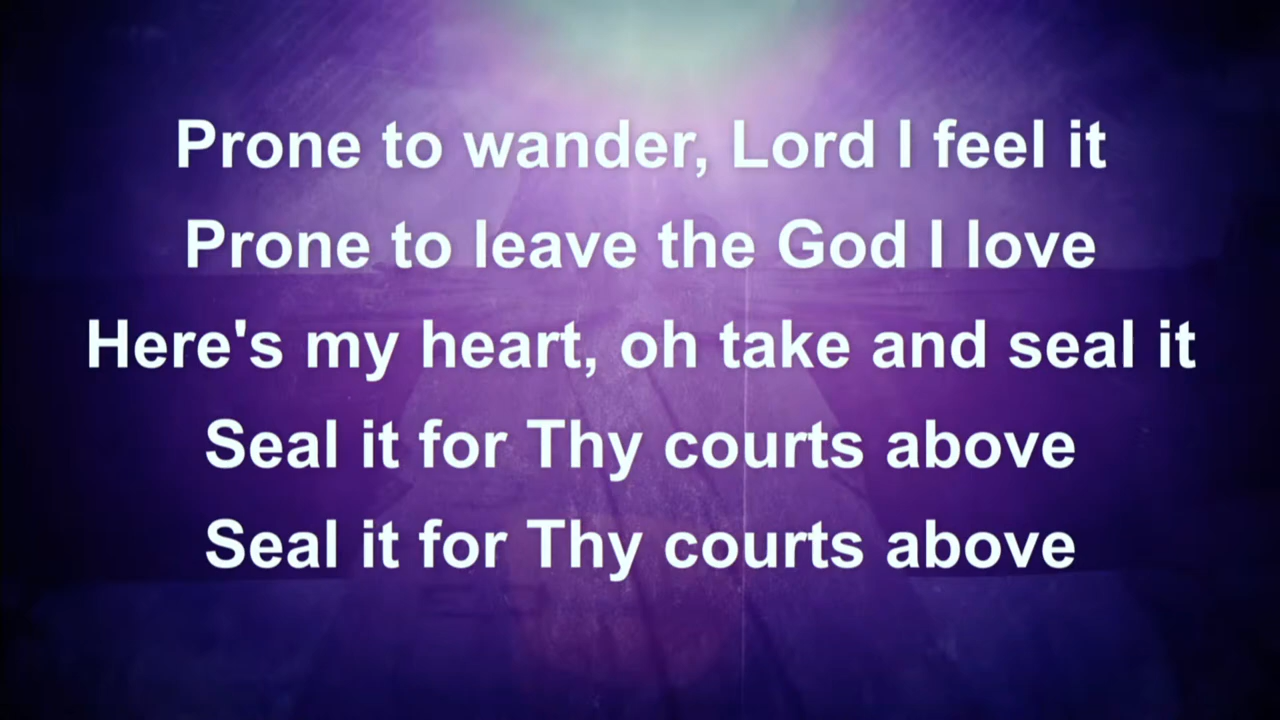 Prone to wander, Lord I feel it
Prone to leave the God I love
Here's my heart, oh take and seal it
Seal it for Thy courts above
Seal it for Thy courts above